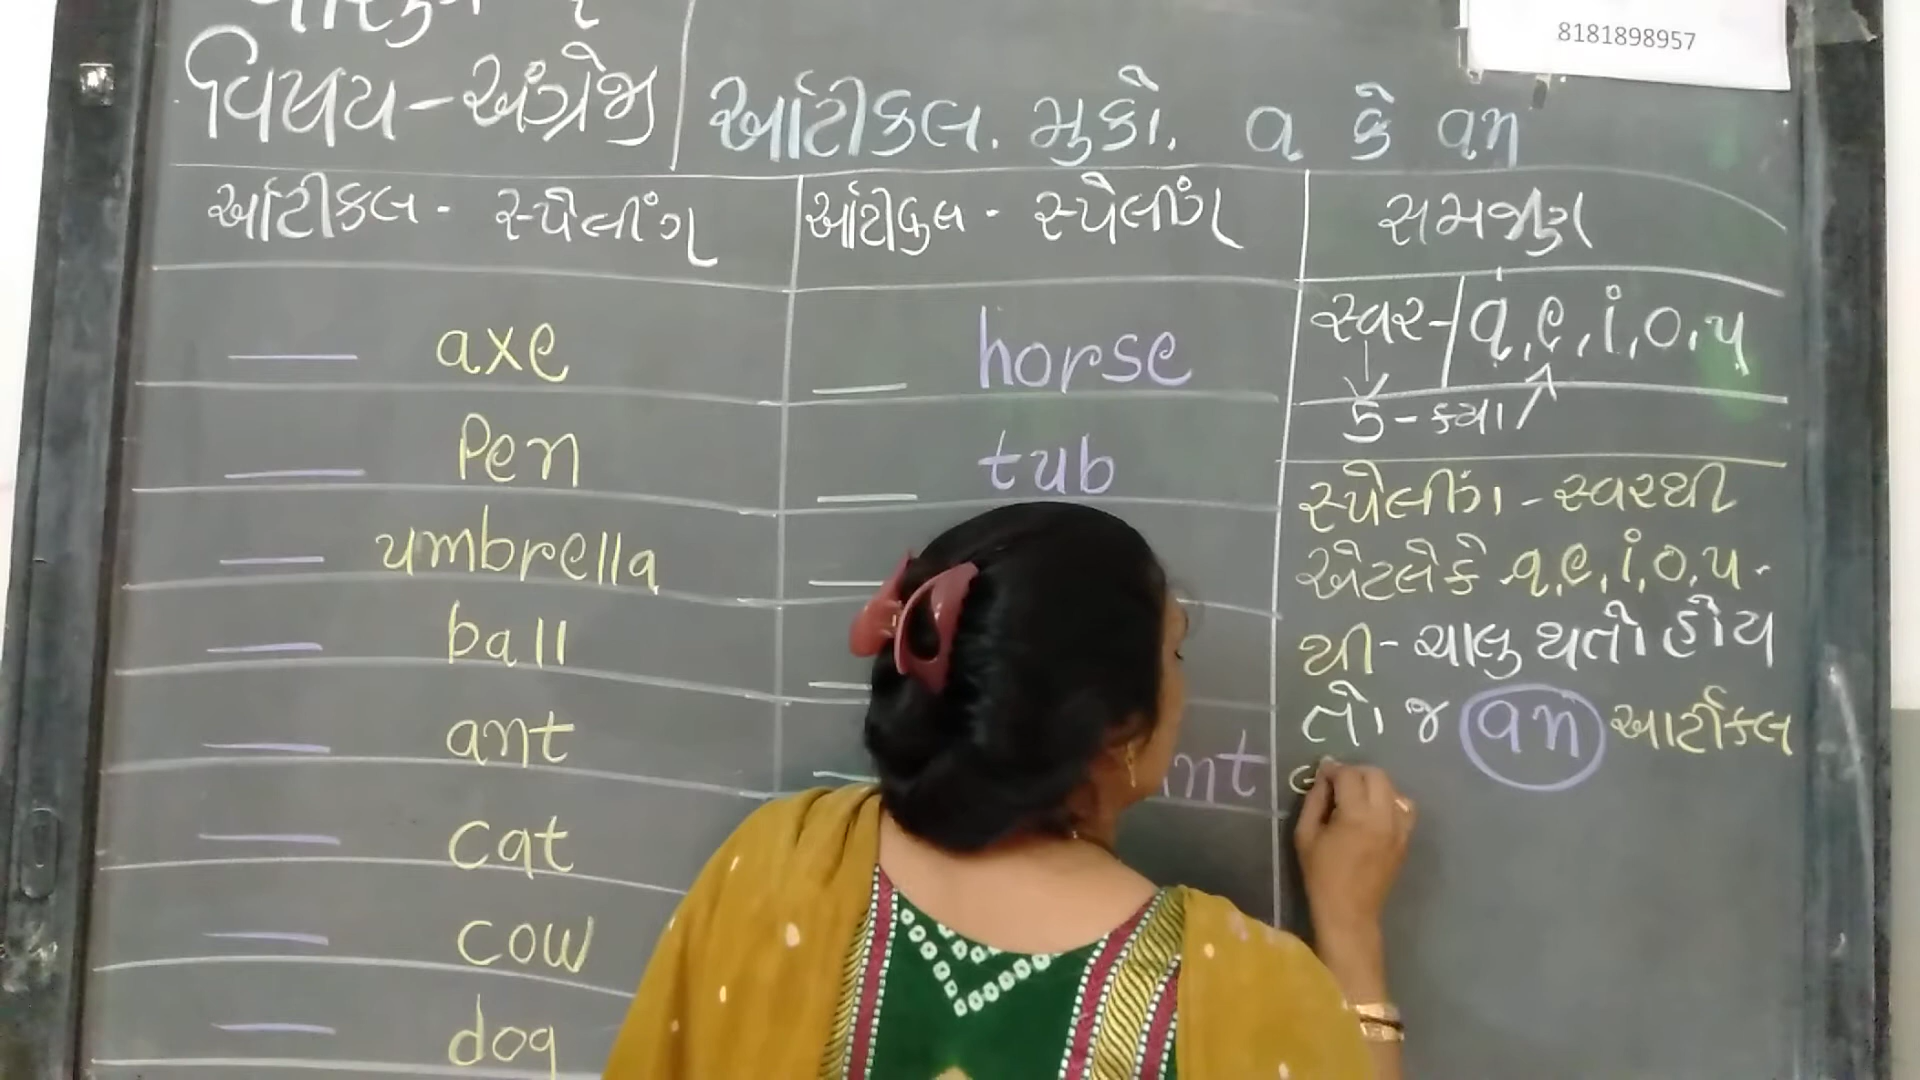 8181898957
વિષય - અંગ્રેજી
આર્ટીકલ. મુકો. a કે an
આર્ટીકલ - સ્પેલીંગ
આર્ટીકલ - સ્પેલીંગ
સમજુણ
axe
Pen
umbrella
ball
ant
cat
cow
dog
horse
tub
સ્વર - a, e, i, o, u
કુ - ક્યા
સ્પેલીંગ - સ્વરથી
એટલે કે a, e, i, o, u -
થી - ચાલુ થતો હોય
તો જ an આર્ટીકલ